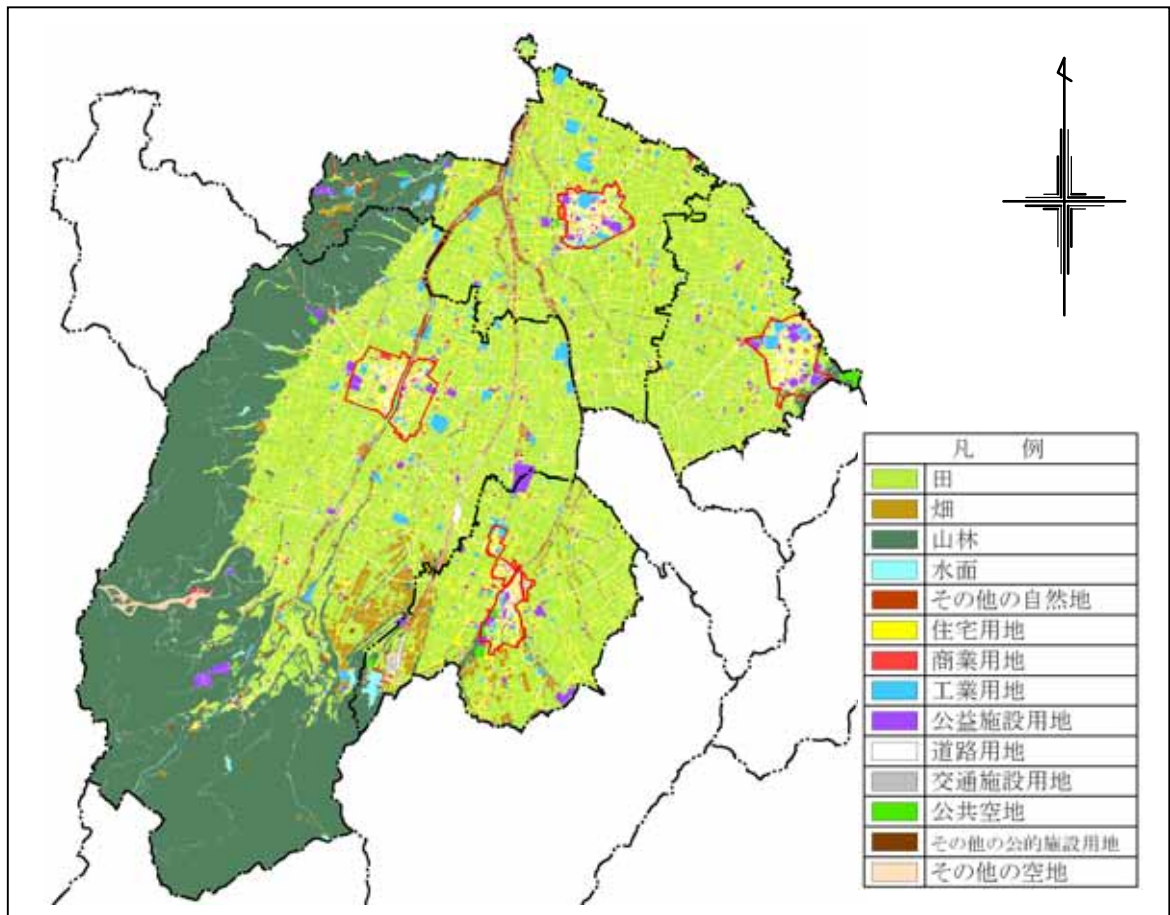 凡　例
田
畑
山林
水面
その他の自然地
住宅用地
商業用地
工業用地
公益施設用地
道路用地
交通施設用地
公共空地
その他の公的施設用地
その他の空地